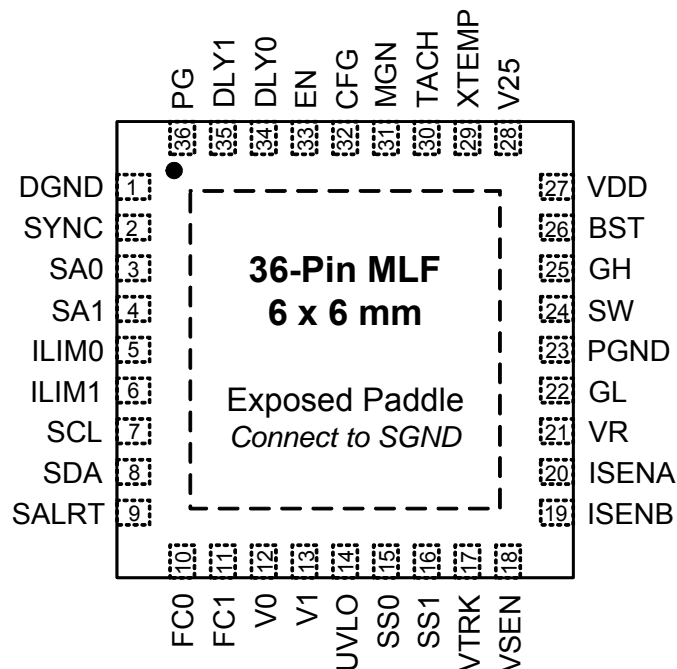 PG DLY1 DLY0 EN CFG MGN TACH XTEMP V25
36 35 34 33 32 31 30 29 28
DGND 1
SYNC 2
SA0 3
SA1 4
ILIM0 5
ILIM1 6
SCL 7
SDA 8
SALRT 9
36-Pin MLF
6 x 6 mm
Exposed Paddle
Connect to SGND
27 VDD
26 BST
25 GH
24 SW
23 PGND
22 GL
21 VR
20 ISENA
19 ISENB
10 11 12 13 14 15 16 17 18
FC0 FC1 V0 V1 UVLO SS0 SS1 VTRK VSEN